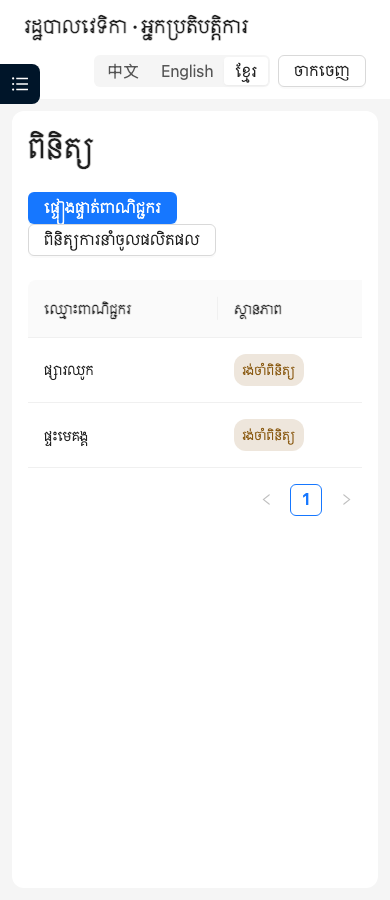 រដ្ឋបាលវេទិកា · អ្នកប្រតិបត្តិការ
中文 English ខ្មែរ ចាកចេញ
ពិនិត្យ
ផ្ទៀងផ្ទាត់ពាណិជ្ជករ
ពិនិត្យការនាំចូលផលិតផល
ឈ្មោះពាណិជ្ជករ ស្ថានភាព
ផ្សារឈូក រង់ចាំពិនិត្យ
ផ្ទះមេគង្គ រង់ចាំពិនិត្យ
1